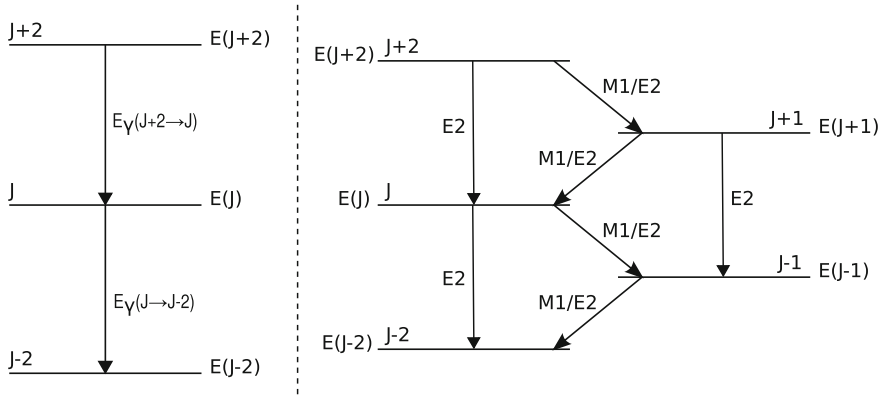 J+2 E(J+2)
Eγ(J+2→J)
J E(J)
Eγ(J→J-2)
J-2 E(J-2)
E(J+2) J+2
M1/E2
J+1 E(J+1)
E2
M1/E2
E(J) J
E2
M1/E2
J-1 E(J-1)
E2
M1/E2
E(J-2) J-2